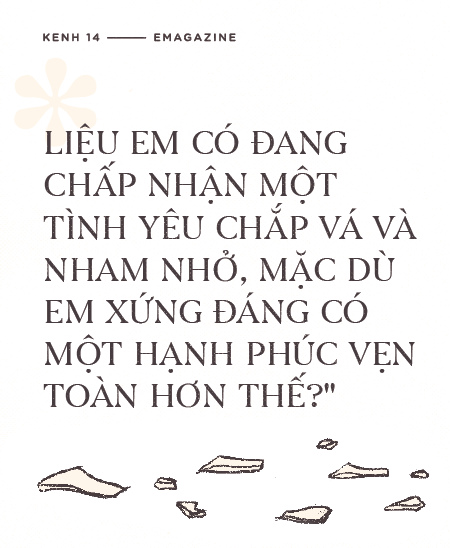 KENH 14 —— EMAGAZINE
LIỆU EM CÓ ĐANG
CHẤP NHẬN MỘT
TÌNH YÊU CHẮP VÁ VÀ
NHAM NHỞ, MẶC DÙ
EM XỨNG ĐÁNG CÓ
MỘT HẠNH PHÚC VẸN
TOÀN HƠN THẾ?"